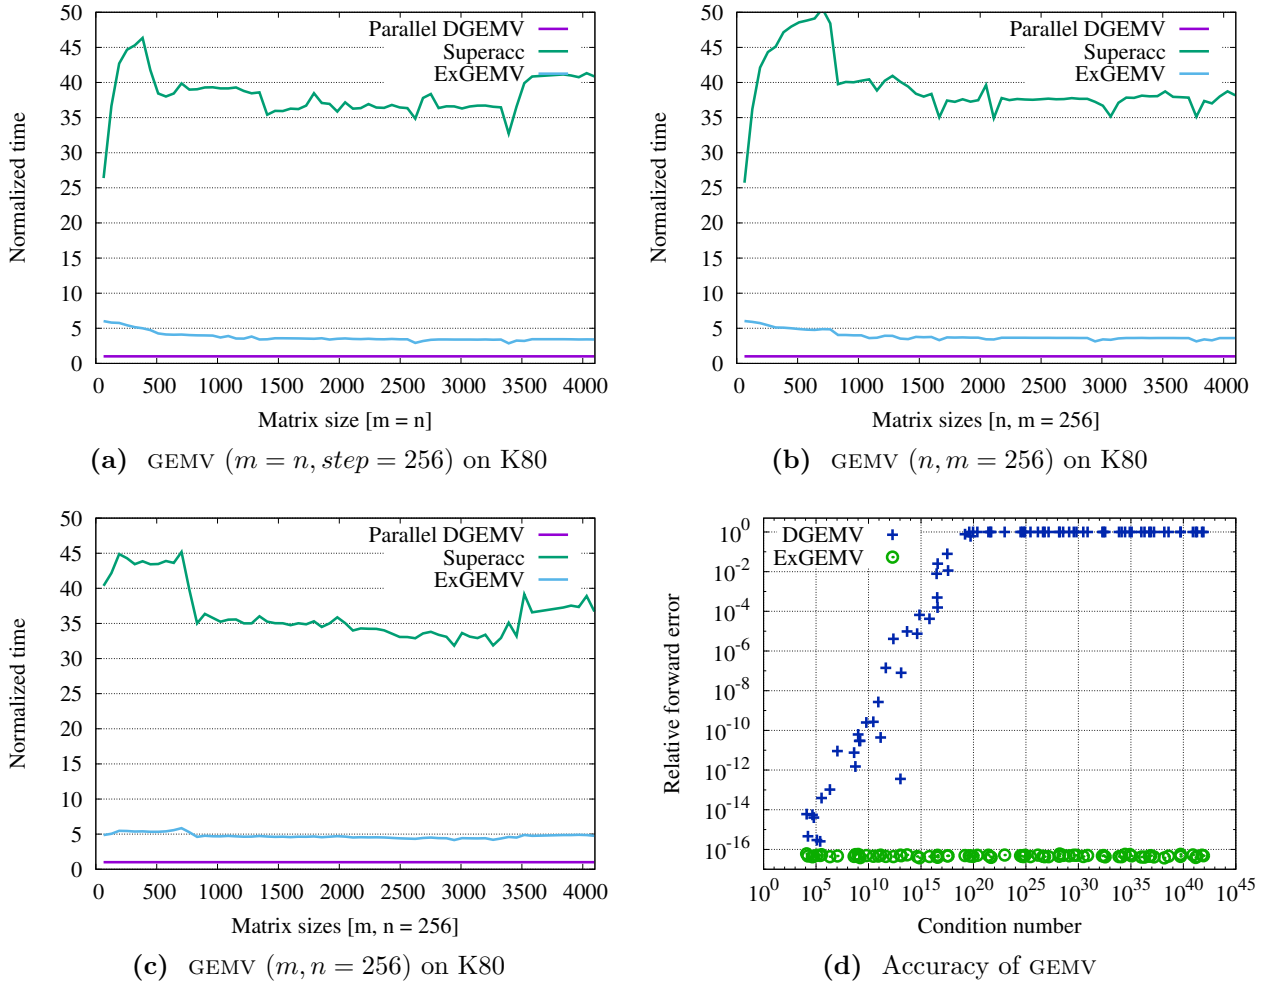 50
45
40
35
30
25
20
15
10
5
0
Normalized time
Parallel DGEMV
Superacc
ExGEMV
0 500 1000 1500 2000 2500 3000 3500 4000
Matrix size [m = n]
(a) GEMV (m = n, step = 256) on K80
50
45
40
35
30
25
20
15
10
5
0
Normalized time
Parallel DGEMV
Superacc
ExGEMV
0 500 1000 1500 2000 2500 3000 3500 4000
Matrix sizes [n, m = 256]
(b) GEMV (n, m = 256) on K80
50
45
40
35
30
25
20
15
10
5
0
Normalized time
Parallel DGEMV
Superacc
ExGEMV
0 500 1000 1500 2000 2500 3000 3500 4000
Matrix sizes [m, n = 256]
(c) GEMV (m, n = 256) on K80
10^0
10^-2
10^-4
10^-6
10^-8
10^-10
10^-12
10^-14
10^-16
Relative forward error
DGEMV
ExGEMV
10^0 10^5 10^10 10^15 10^20 10^25 10^30 10^35 10^40 10^45
Condition number
(d) Accuracy of GEMV